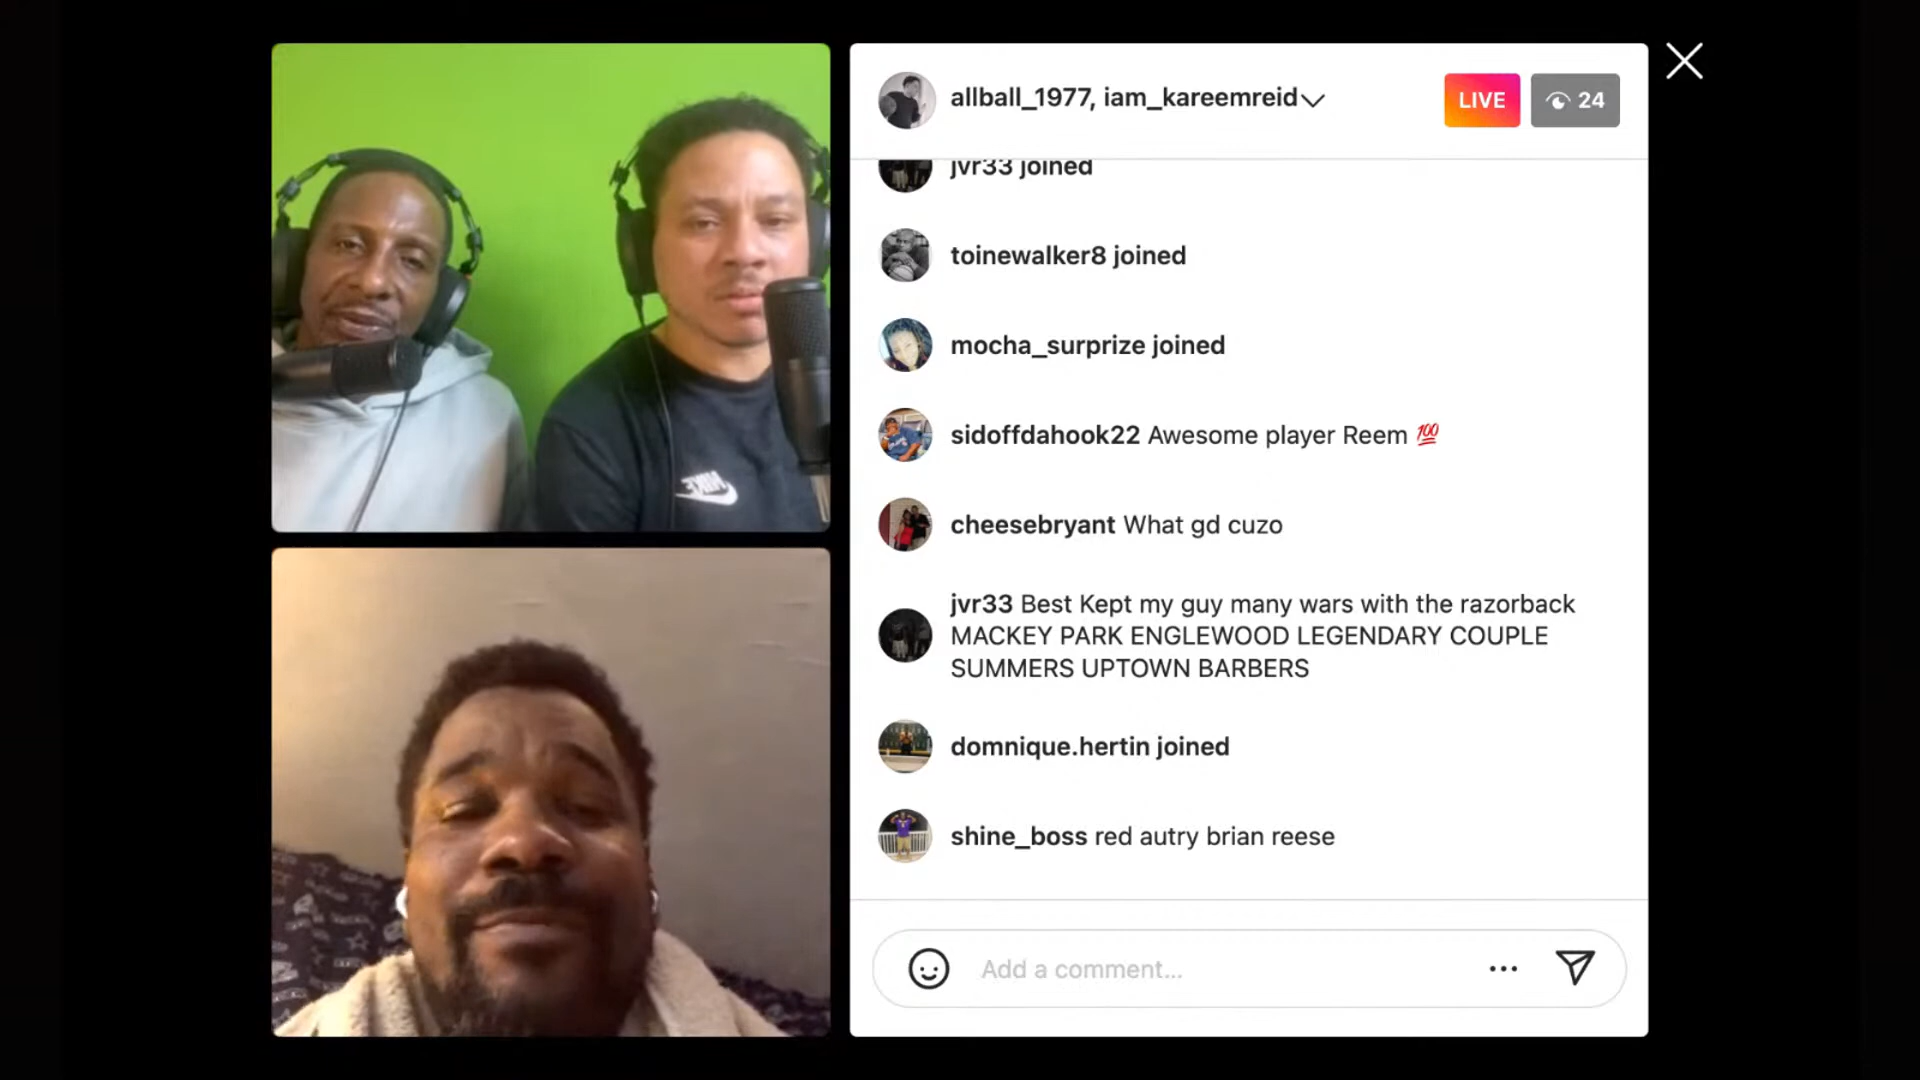 allball_1977, iam_kareemreid
LIVE
24
jvr33 joined
toinewalker8 joined
mocha_surprize joined
sidoffdahook22 Awesome player Reem 💯
cheesebryant What gd cuzo
jvr33 Best Kept my guy many wars with the razorback
MACKEY PARK ENGLEWOOD LEGENDARY COUPLE
SUMMERS UPTOWN BARBERS
domnique.hertin joined
shine_boss red autry brian reese
Add a comment...
NIKE